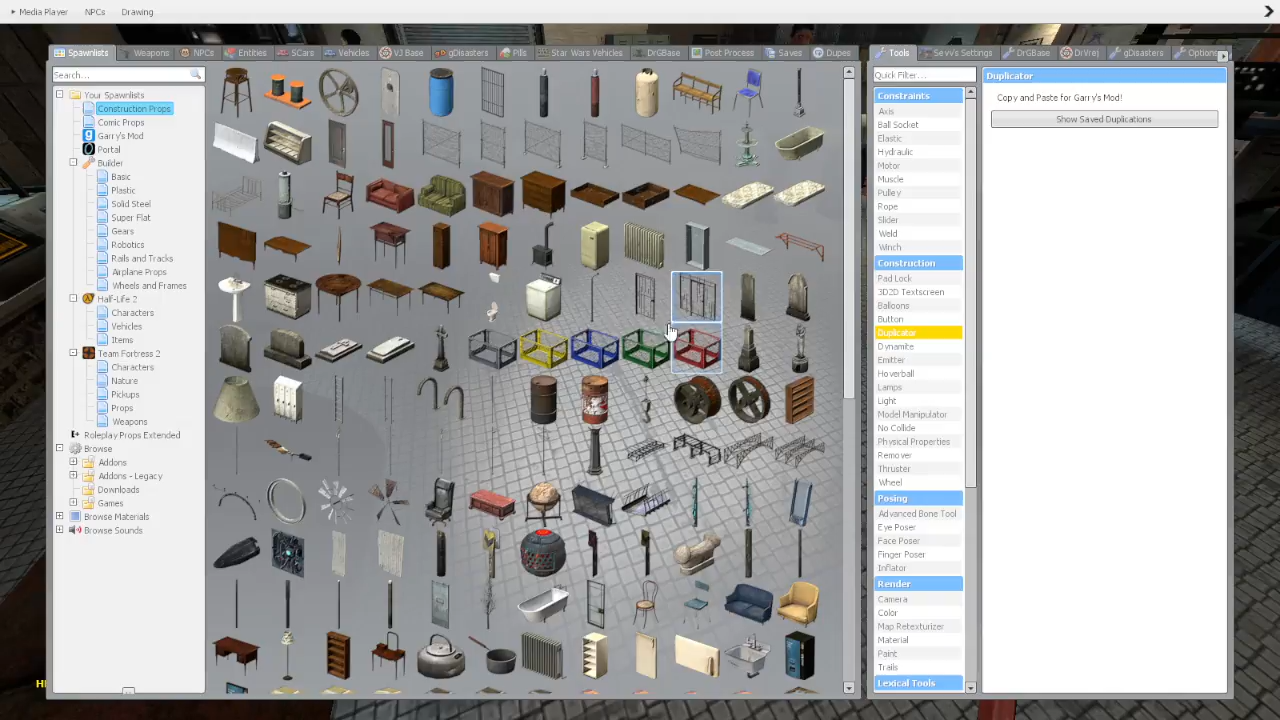 Media Player NPCs Drawing
Spawnlists Weapons NPCs Entities SCars Vehicles VJ Base gDisasters Pills Star Wars Vehicles DrGBase Post Process Saves Dupes
Search...
Your Spawnlists
Construction Props
Comic Props
Garry's Mod
Portal
Builder
Basic
Plastic
Solid Steel
Super Flat
Gears
Robotics
Rails and Tracks
Airplane Props
Wheels and Frames
Half-Life 2
Characters
Vehicles
Items
Team Fortress 2
Characters
Nature
Pickups
Props
Weapons
Roleplay Props Extended
Browse
Addons
Addons - Legacy
Downloads
Games
Browse Materials
Browse Sounds
Tools Sevv's Settings DrGBase DrVrej gDisasters Options
Quick Filter...
Constraints
Axis
Ball Socket
Elastic
Hydraulic
Motor
Muscle
Pulley
Rope
Slider
Weld
Winch
Construction
Pad Lock
3D2D Textscreen
Balloons
Button
Duplicator
Dynamite
Emitter
Hoverball
Lamps
Light
Model Manipulator
No Collide
Physical Properties
Remover
Thruster
Wheel
Posing
Advanced Bone Tool
Eye Poser
Face Poser
Finger Poser
Inflator
Render
Camera
Color
Map Retexturizer
Material
Paint
Trails
Lexical Tools
Duplicator
Copy and Paste for Garry's Mod!
Show Saved Duplications